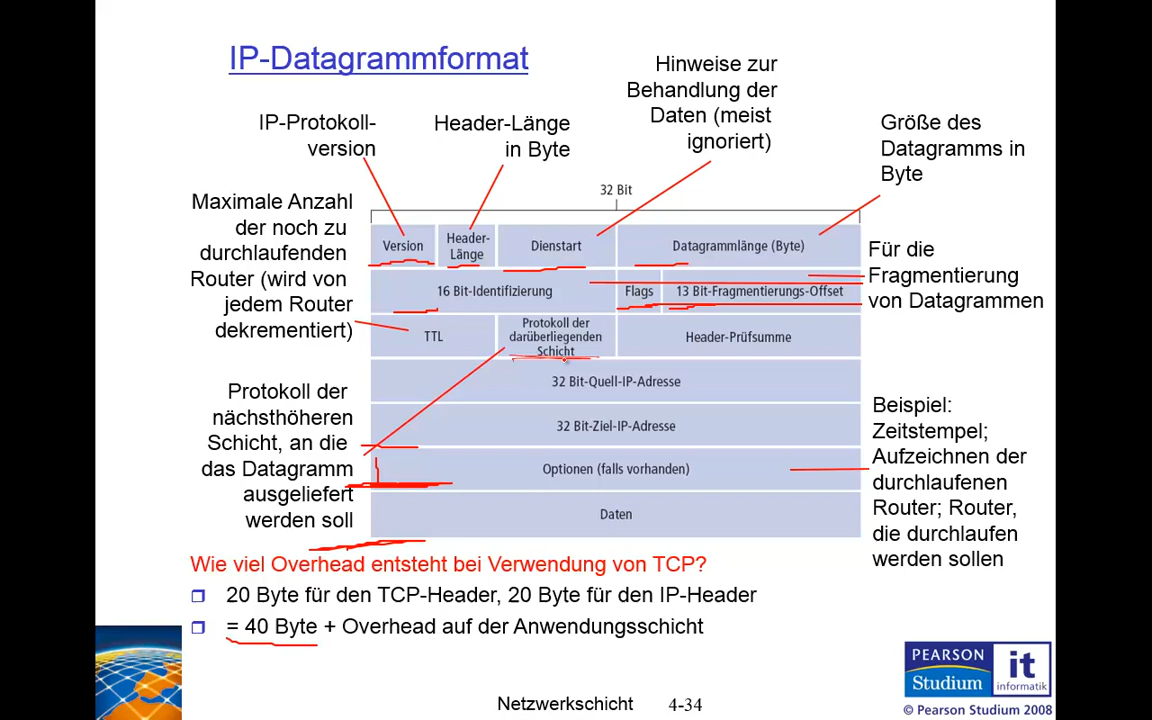 IP-Datagrammformat
Hinweise zur
Behandlung der
Daten (meist
ignoriert)
IP-Protokoll-
version
Header-Länge
in Byte
Größe des
Datagramms in
Byte
32 Bit
Maximale Anzahl
der noch zu
durchlaufenden
Router (wird von
jedem Router
dekrementiert)
Version
Header-
Länge
Dienstart
Datagrammlänge (Byte)
Für die
Fragmentierung
von Datagrammen
16 Bit-Identifizierung
Flags
13 Bit-Fragmentierungs-Offset
TTL
Protokoll der
darüberliegenden
Schicht
Header-Prüfsumme
32 Bit-Quell-IP-Adresse
32 Bit-Ziel-IP-Adresse
Optionen (falls vorhanden)
Daten
Protokoll der
nächsthöheren
Schicht, an die
das Datagramm
ausgeliefert
werden soll
Beispiel:
Zeitstempel;
Aufzeichnen der
durchlaufenen
Router; Router,
die durchlaufen
werden sollen
Wie viel Overhead entsteht bei Verwendung von TCP?
20 Byte für den TCP-Header, 20 Byte für den IP-Header
= 40 Byte + Overhead auf der Anwendungsschicht
PEARSON
Studium
it
informatik
Netzwerkschicht 4-34
© Pearson Studium 2008